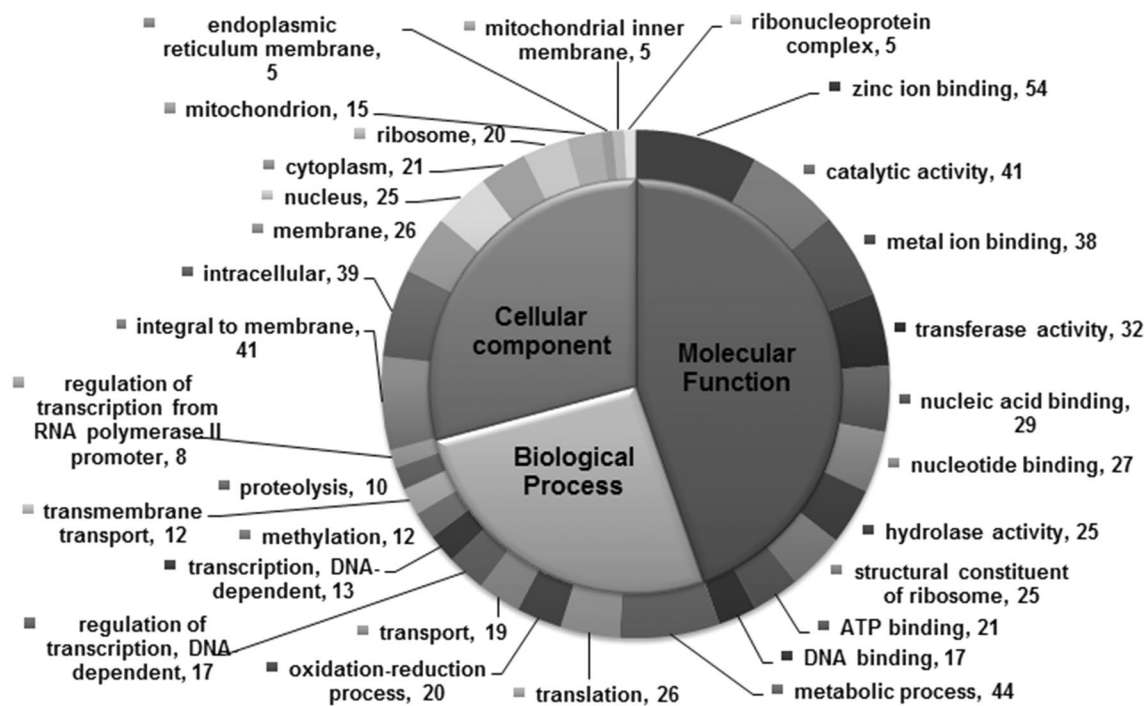 endoplasmic
reticulum membrane,
5
mitochondrial inner
membrane, 5
ribonucleoprotein
complex, 5
zinc ion binding, 54
mitochondrion, 15
ribosome, 20
cytoplasm, 21
nucleus, 25
membrane, 26
intracellular, 39
integral to membrane,
41
regulation of
transcription from
RNA polymerase II
promoter, 8
proteolysis, 10
transmembrane
transport, 12
methylation, 12
transcription, DNA-
dependent, 13
regulation of
transcription, DNA
dependent, 17
transport, 19
oxidation-reduction
process, 20
translation, 26
catalytic activity, 41
metal ion binding, 38
transferase activity, 32
nucleic acid binding,
29
nucleotide binding, 27
hydrolase activity, 25
structural constituent
of ribosome, 25
ATP binding, 21
DNA binding, 17
metabolic process, 44
Cellular
component
Molecular
Function
Biological
Process